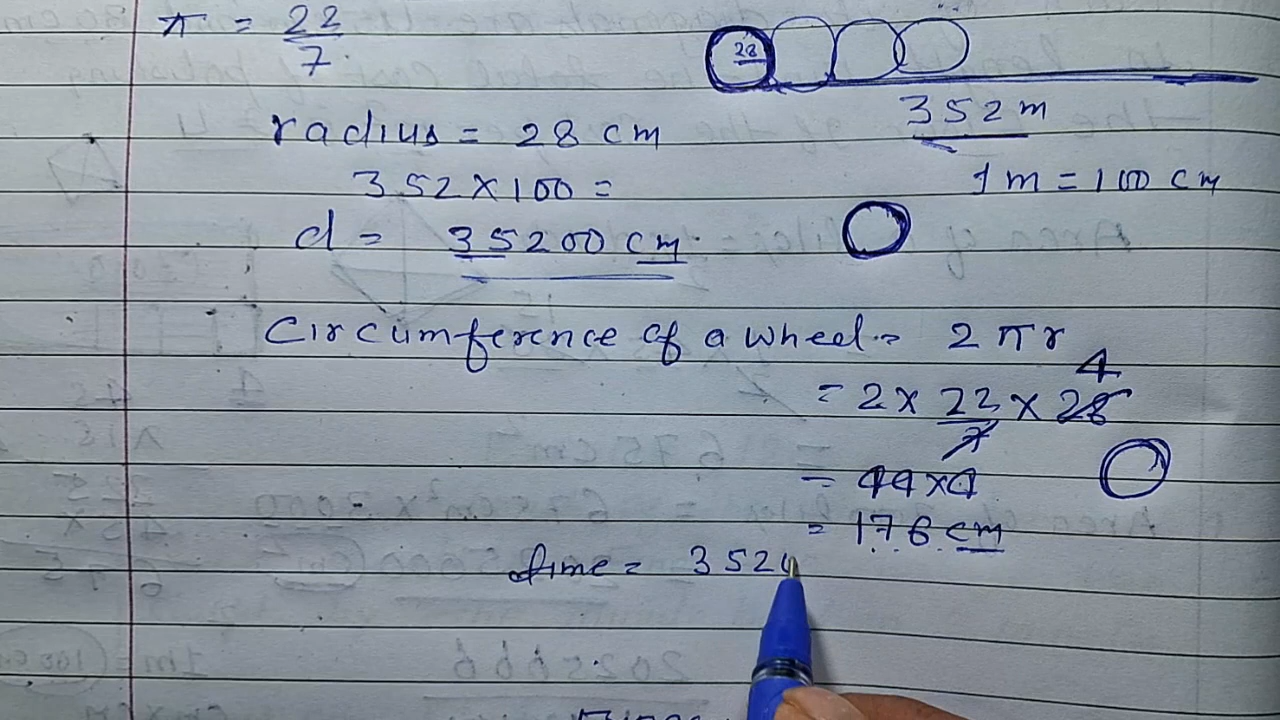 π = 22/7
28
352 m
radius = 28 cm
352×100 =
1m = 100 cm
d = 35200 cm.
Circumference of a wheel = 2πr
4
= 2 × 22/7 × 28
= 44×4
= 176 cm
time = 352